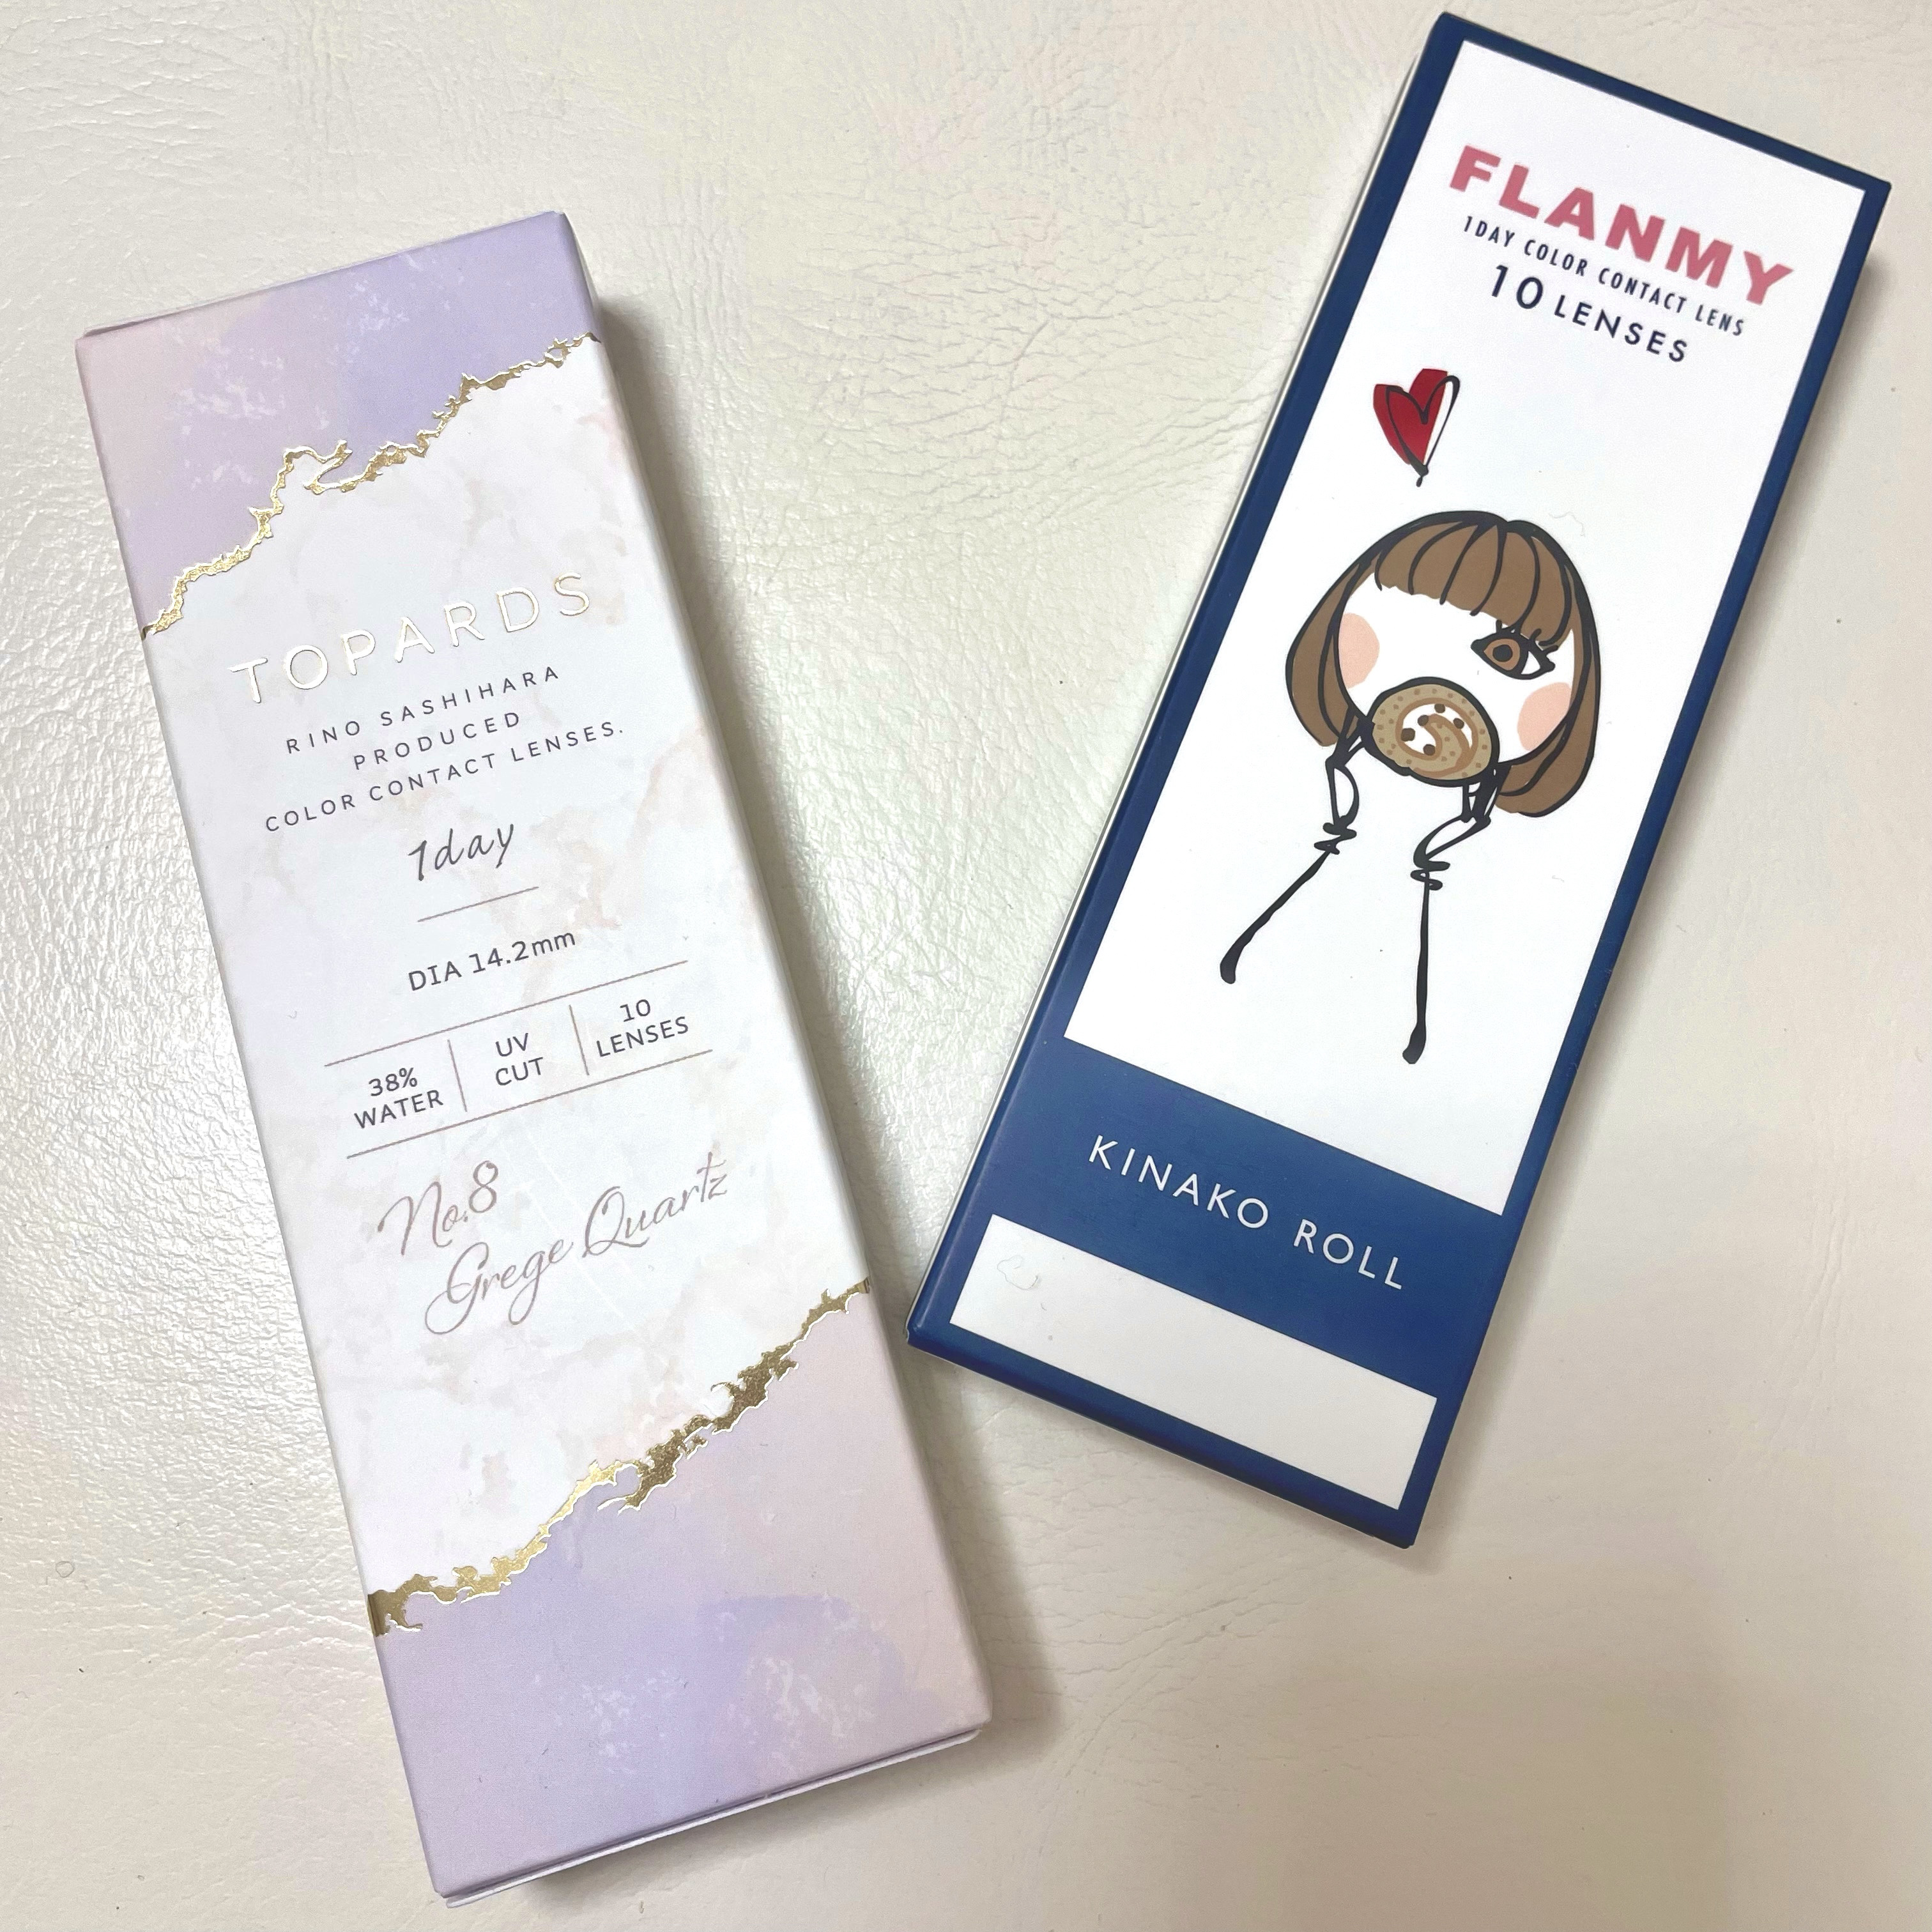 TOPARDS
RINO SASHIHARA
PRODUCED
COLOR CONTACT LENSES.
1day
DIA 14.2mm
38%
WATER
UV
CUT
10
LENSES
No.8
Grege Quartz
FLANMY
1DAY COLOR CONTACT LENS
10 LENSES
KINAKO ROLL